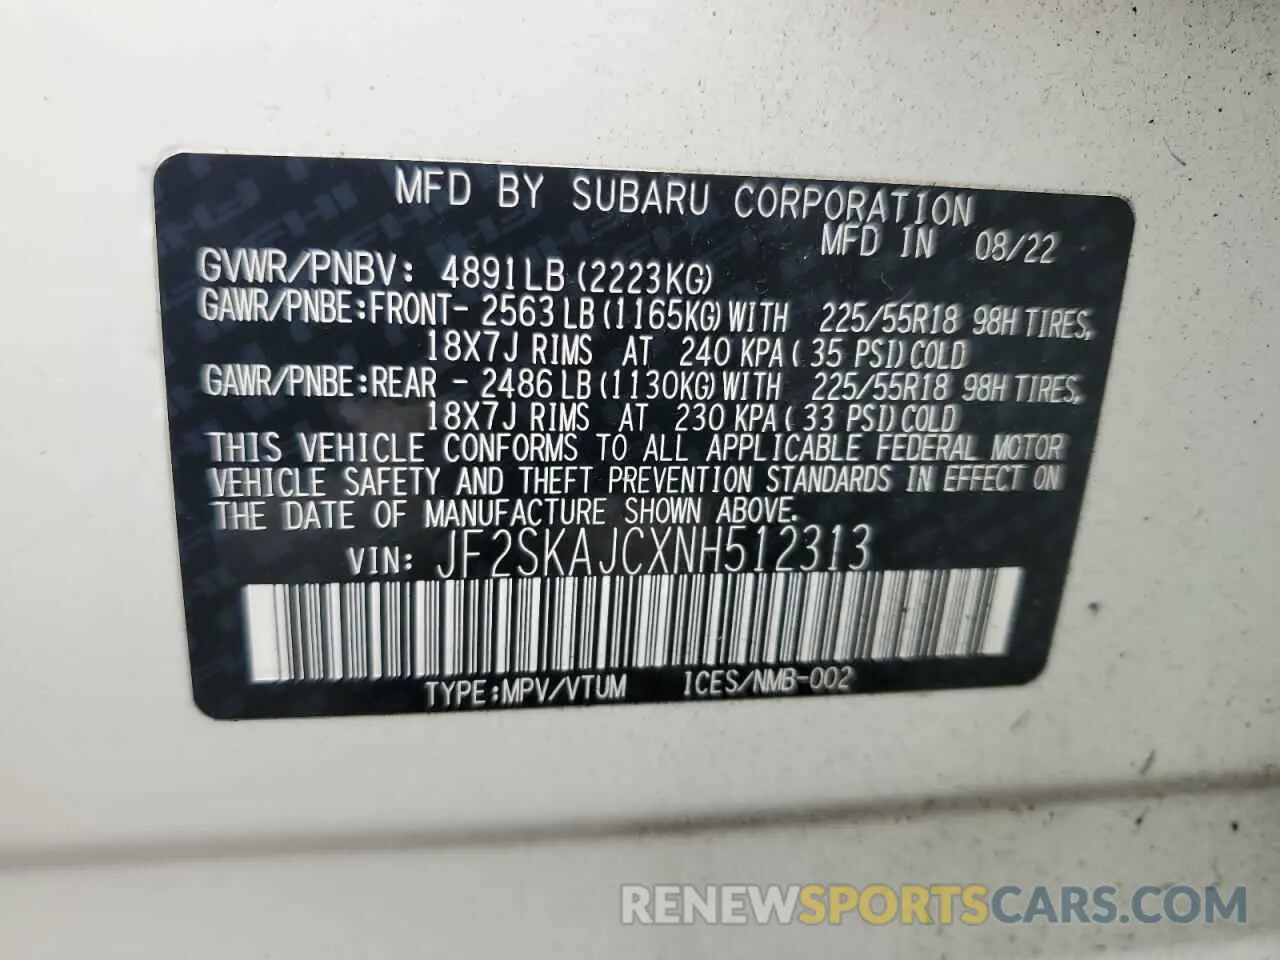 MFD BY SUBARU CORPORATION
MFD IN 08/22
GVWR/PNBV: 4891LB (2223KG)
GAWR/PNBE:FRONT- 2563 LB (1165KG) WITH 225/55R18 98H TIRES,
18X7J RIMS AT 240 KPA ( 35 PSI) COLD
GAWR/PNBE:REAR - 2486 LB (1130KG) WITH 225/55R18 98H TIRES,
18X7J RIMS AT 230 KPA ( 33 PSI) COLD
THIS VEHICLE CONFORMS TO ALL APPLICABLE FEDERAL MOTOR
VEHICLE SAFETY AND THEFT PREVENTION STANDARDS IN EFFECT ON
THE DATE OF MANUFACTURE SHOWN ABOVE.
VIN: JF2SKAJCXNH512313
TYPE:MPV/VTUM ICES/NMB-002
RENEWSPORTSCARS.COM